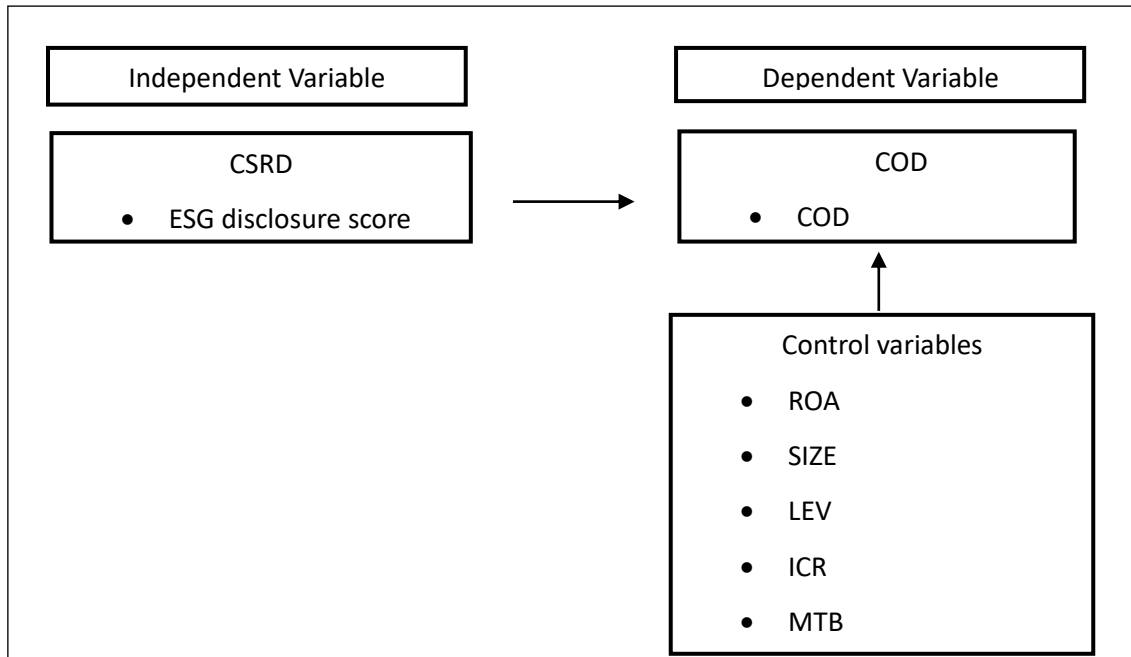 Independent Variable
Dependent Variable
CSRD
• ESG disclosure score
COD
• COD
Control variables
• ROA
• SIZE
• LEV
• ICR
• MTB